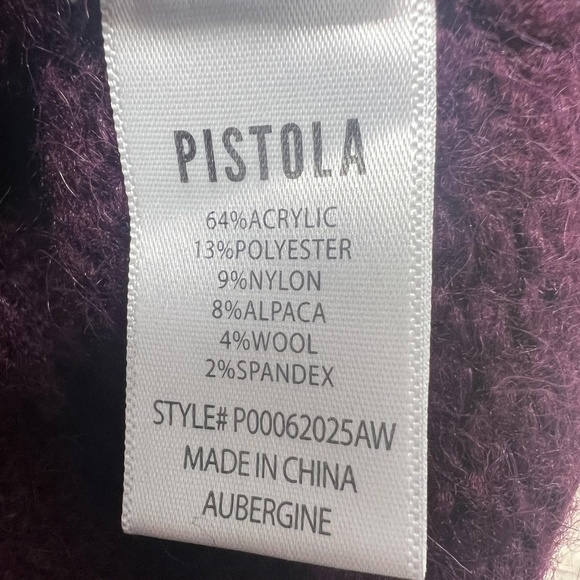 PISTOLA
64%ACRYLIC
13%POLYESTER
9%NYLON
8%ALPACA
4%WOOL
2%SPANDEX
STYLE# P00062025AW
MADE IN CHINA
AUBERGINE